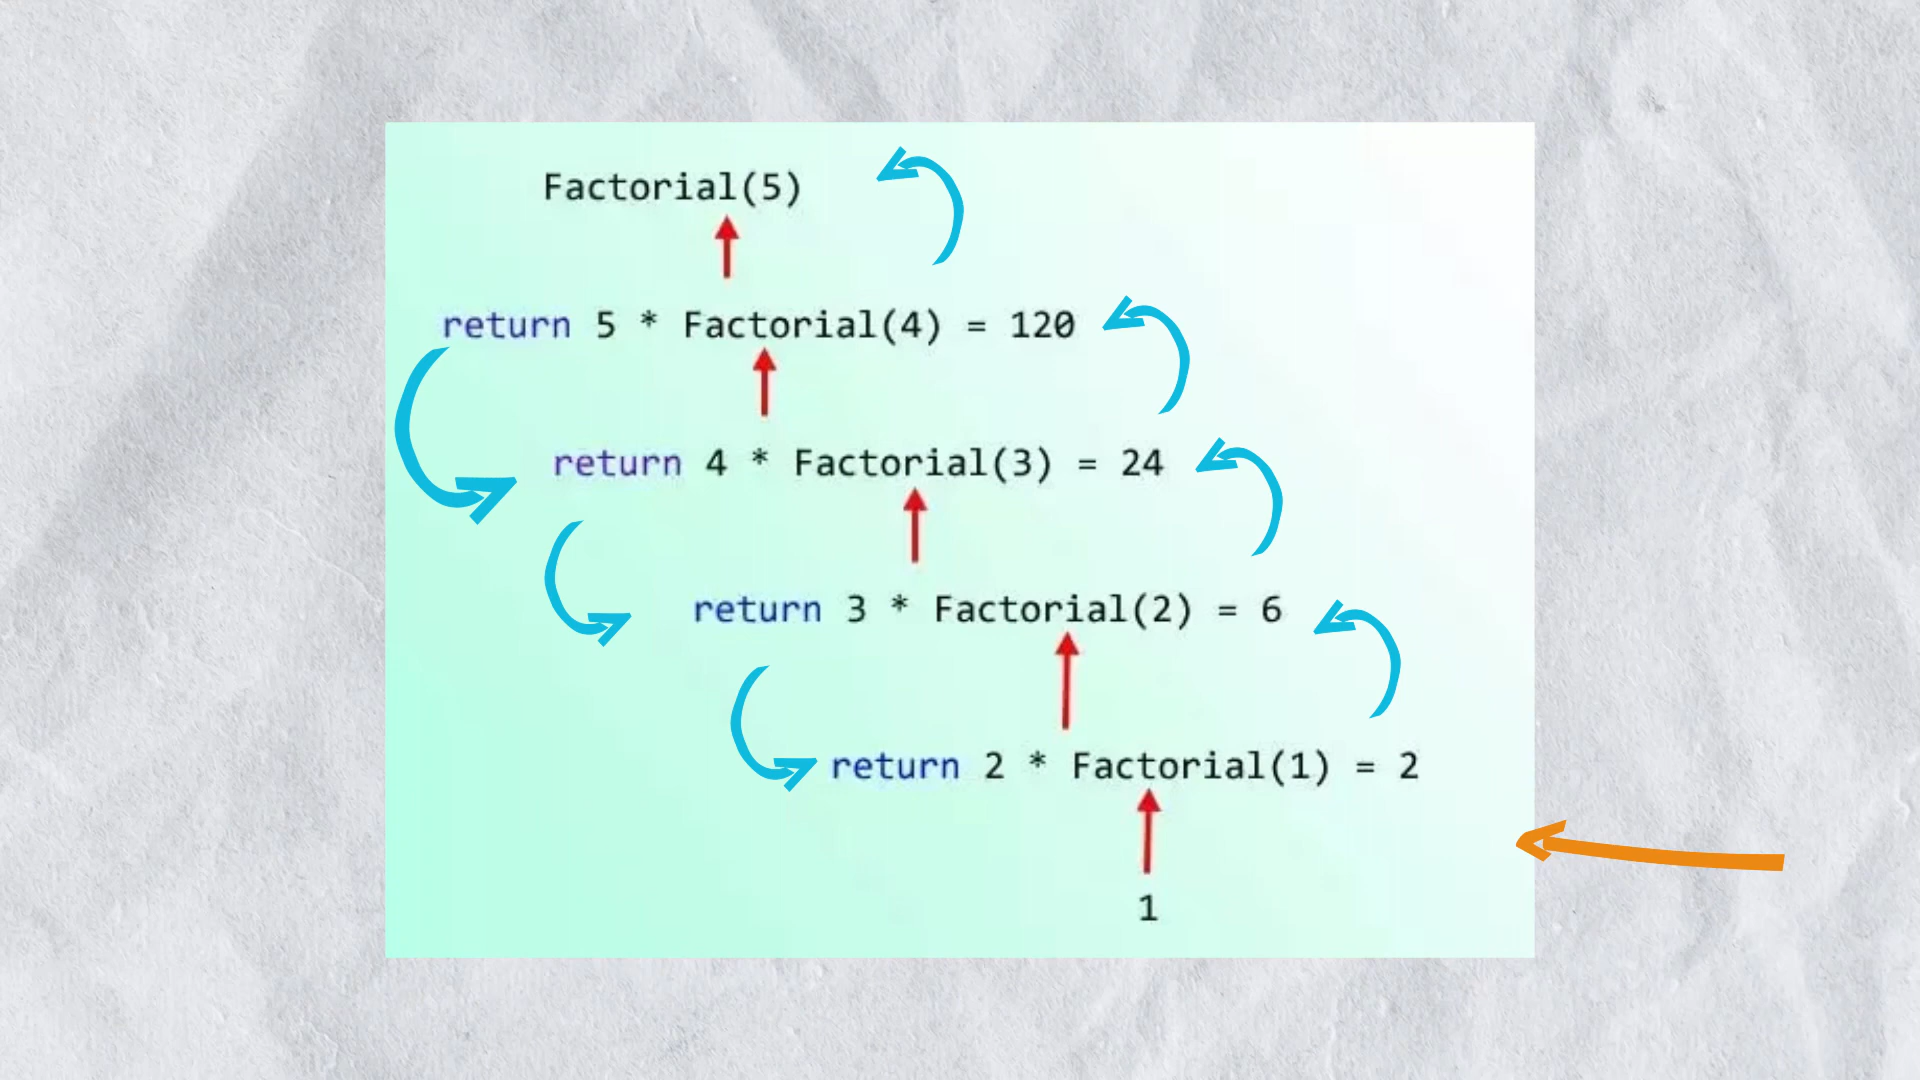 Factorial(5)
return 5 * Factorial(4) = 120
return 4 * Factorial(3) = 24
return 3 * Factorial(2) = 6
return 2 * Factorial(1) = 2
1